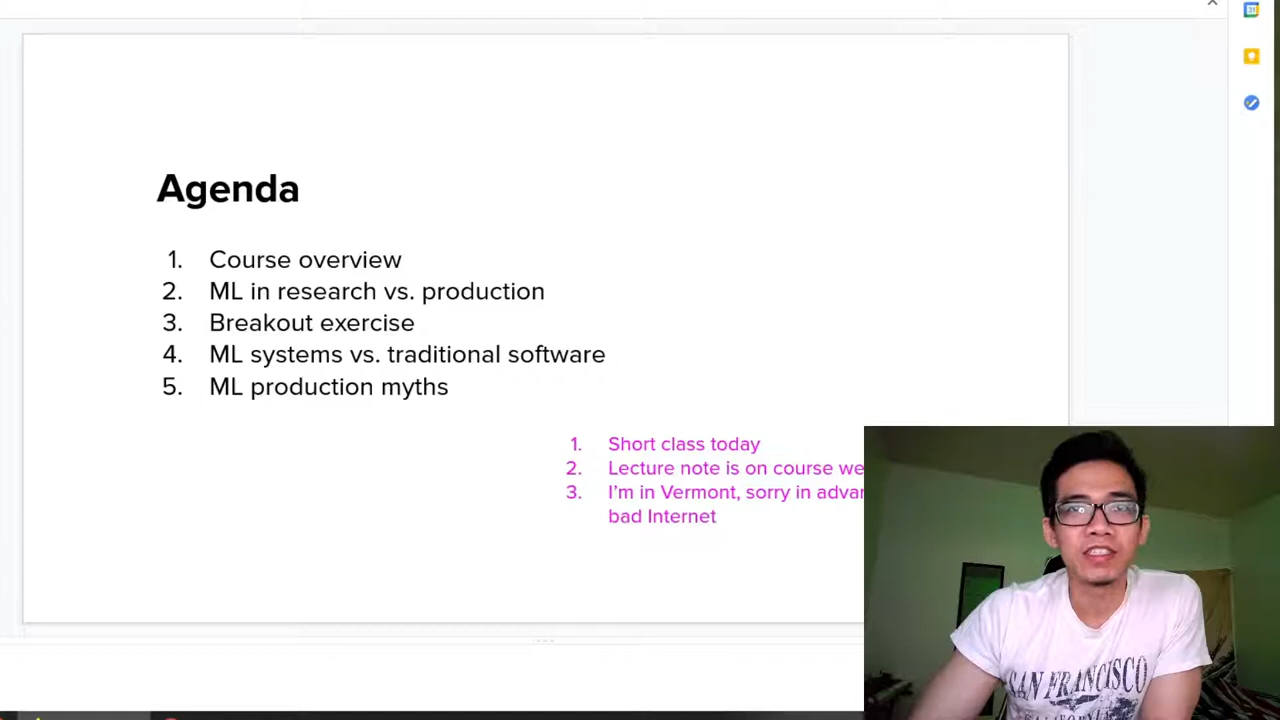 Agenda
1. Course overview
2. ML in research vs. production
3. Breakout exercise
4. ML systems vs. traditional software
5. ML production myths
1. Short class today
2. Lecture note is on course
3. I'm in Vermont, sorry in
bad Internet
SAN FRANCISCO